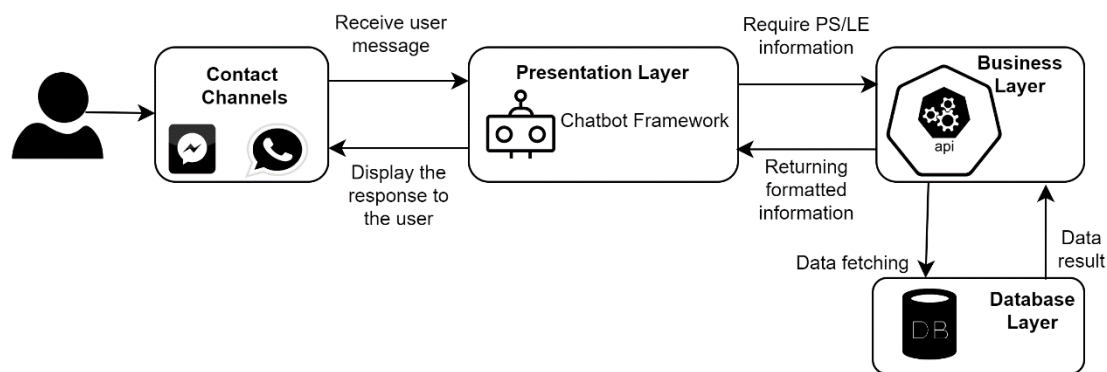 Receive user
message
Contact
Channels
Display the
response to
the user
Presentation Layer
Chatbot Framework
Require PS/LE
information
Returning
formatted
information
Business
Layer
api
Data fetching
Data
result
Database
Layer
DB